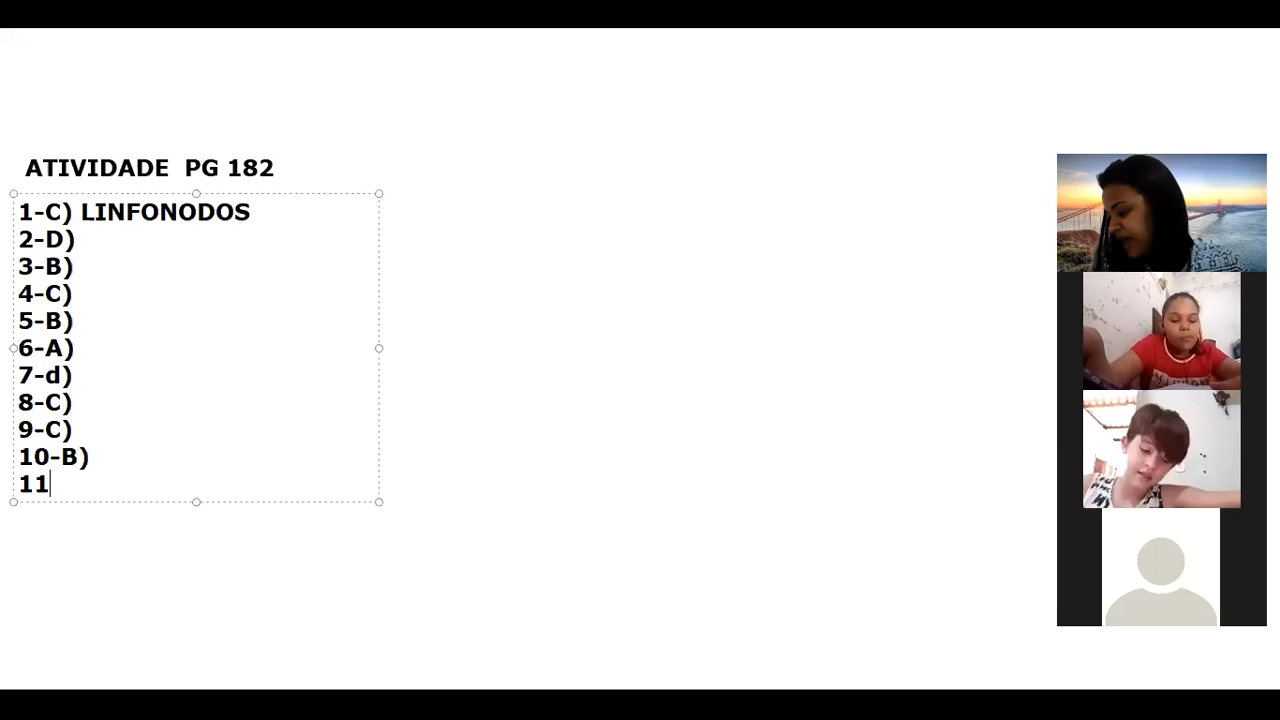 ATIVIDADE  PG 182
1-C) LINFONODOS
2-D)
3-B)
4-C)
5-B)
6-A)
7-d)
8-C)
9-C)
10-B)
11